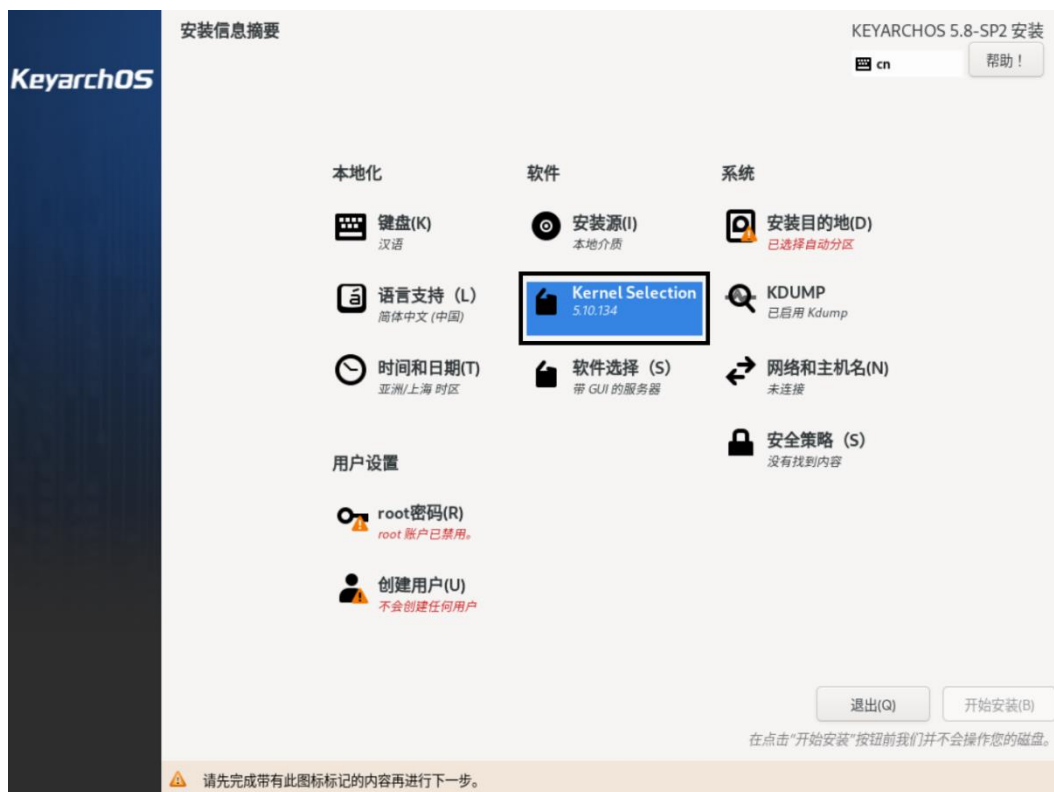 安装信息摘要
KEYARCHOS 5.8-SP2 安装
cn
帮助！
KeyarchOS
本地化
软件
系统
键盘(K)
汉语
安装源(I)
本地介质
安装目的地(D)
已选择自动分区
语言支持（L）
简体中文 (中国)
Kernel Selection
5.10.134
KDUMP
已启用 Kdump
时间和日期(T)
亚洲/上海 时区
软件选择（S）
带 GUI 的服务器
网络和主机名(N)
未连接
安全策略（S）
没有找到内容
用户设置
root密码(R)
root 账户已禁用。
创建用户(U)
不会创建任何用户
退出(Q)
开始安装(B)
在点击"开始安装"按钮前我们并不会操作您的磁盘。
请先完成带有此图标标记的内容再进行下一步。